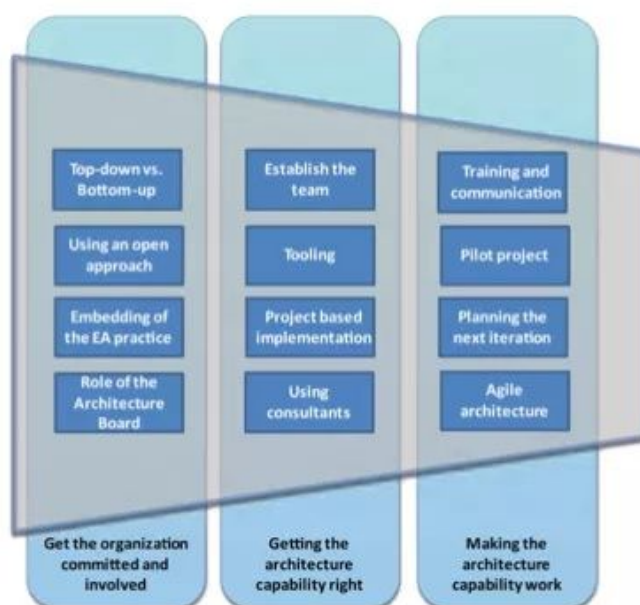 Top-down vs.
Bottom-up
Using an open
approach
Embedding of
the EA practice
Role of the
Architecture
Board
Get the organization
committed and
involved
Establish the
team
Tooling
Project based
implementation
Using
consultants
Getting the
architecture
capability right
Training and
communication
Pilot project
Planning the
next iteration
Agile
architecture
Making the
architecture
capability work